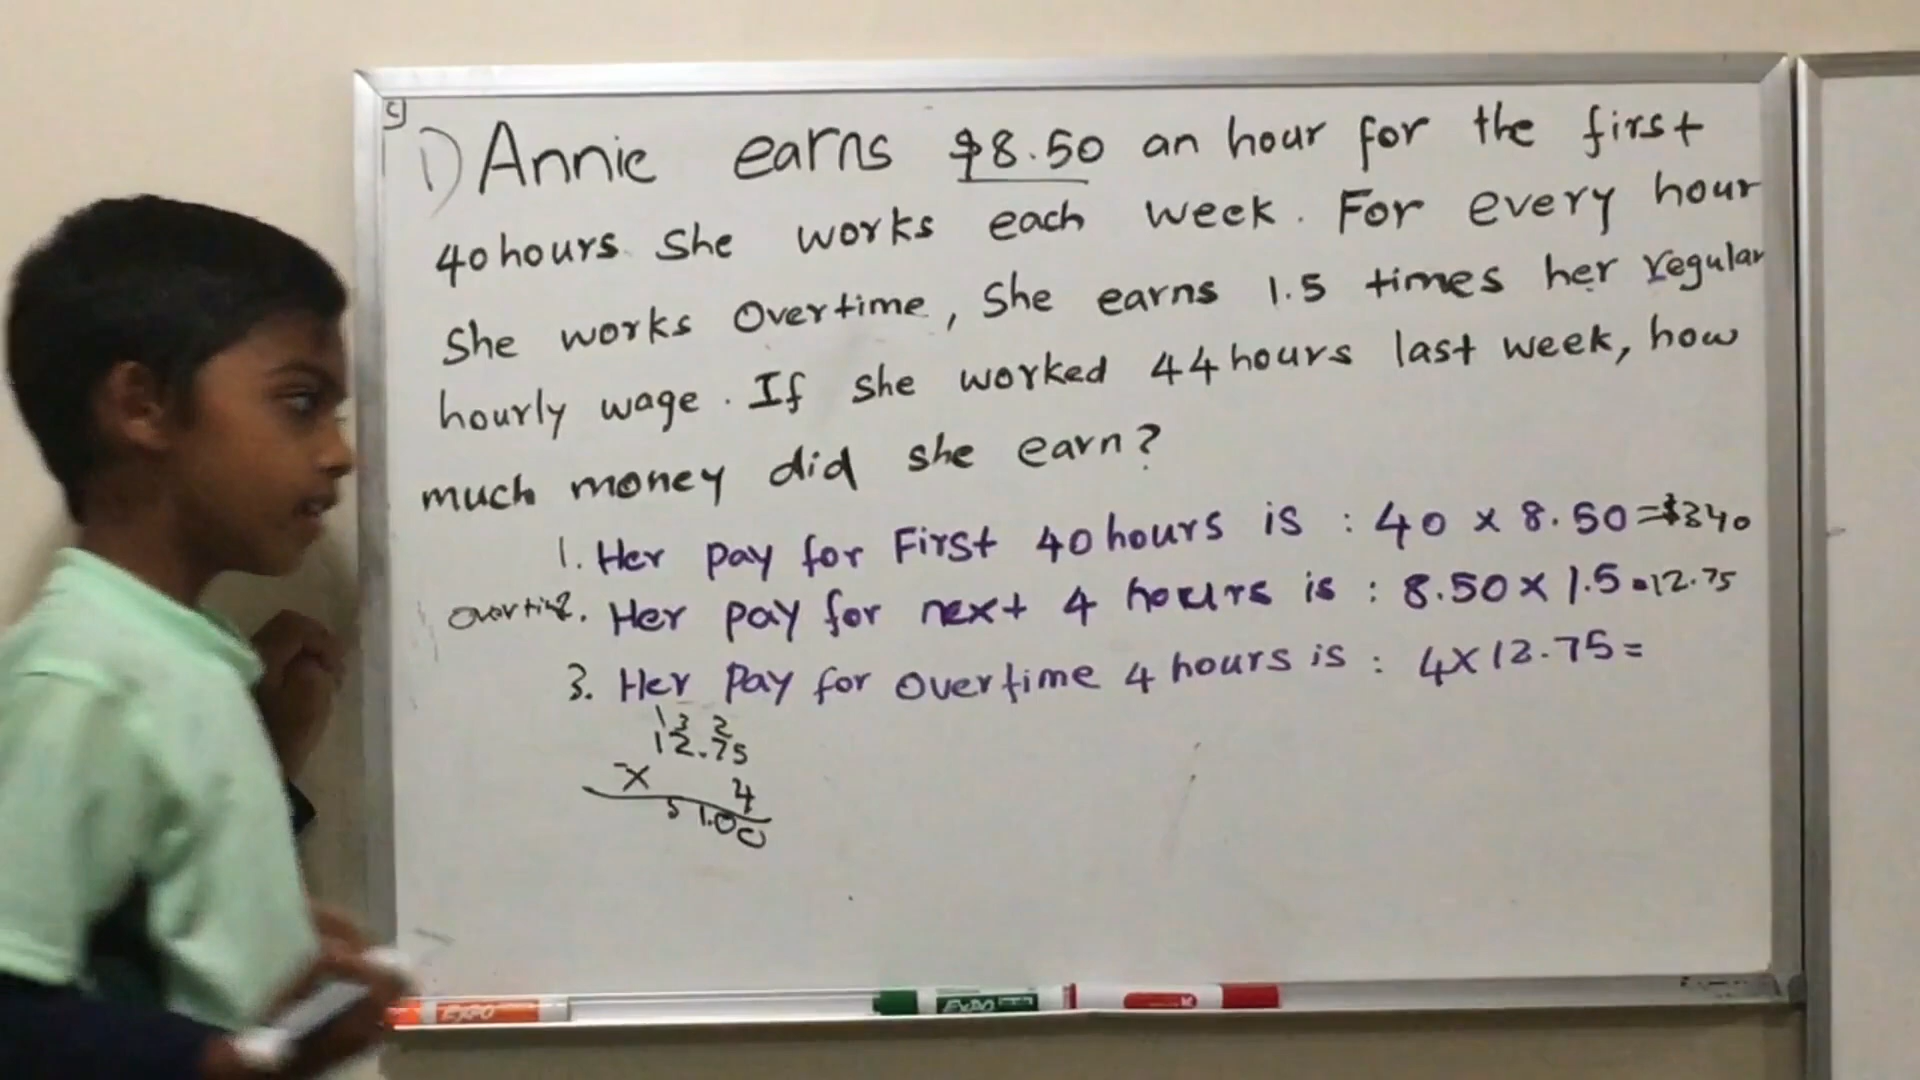 1) Annie earns $8.50 an hour for the first
40 hours she works each week. For every hour
she works overtime, she earns 1.5 times her regular
hourly wage. If she worked 44 hours last week, how
much money did she earn?
1. Her pay for First 40 hours is : 40 x 8.50 = $340
2. Her pay for next 4 hours is : 8.50 x 1.5 = 12.75
3. Her pay for overtime 4 hours is : 4 x 12.75 =
1 3 2
12.75
x 4
51.00
EXPO
EXPO